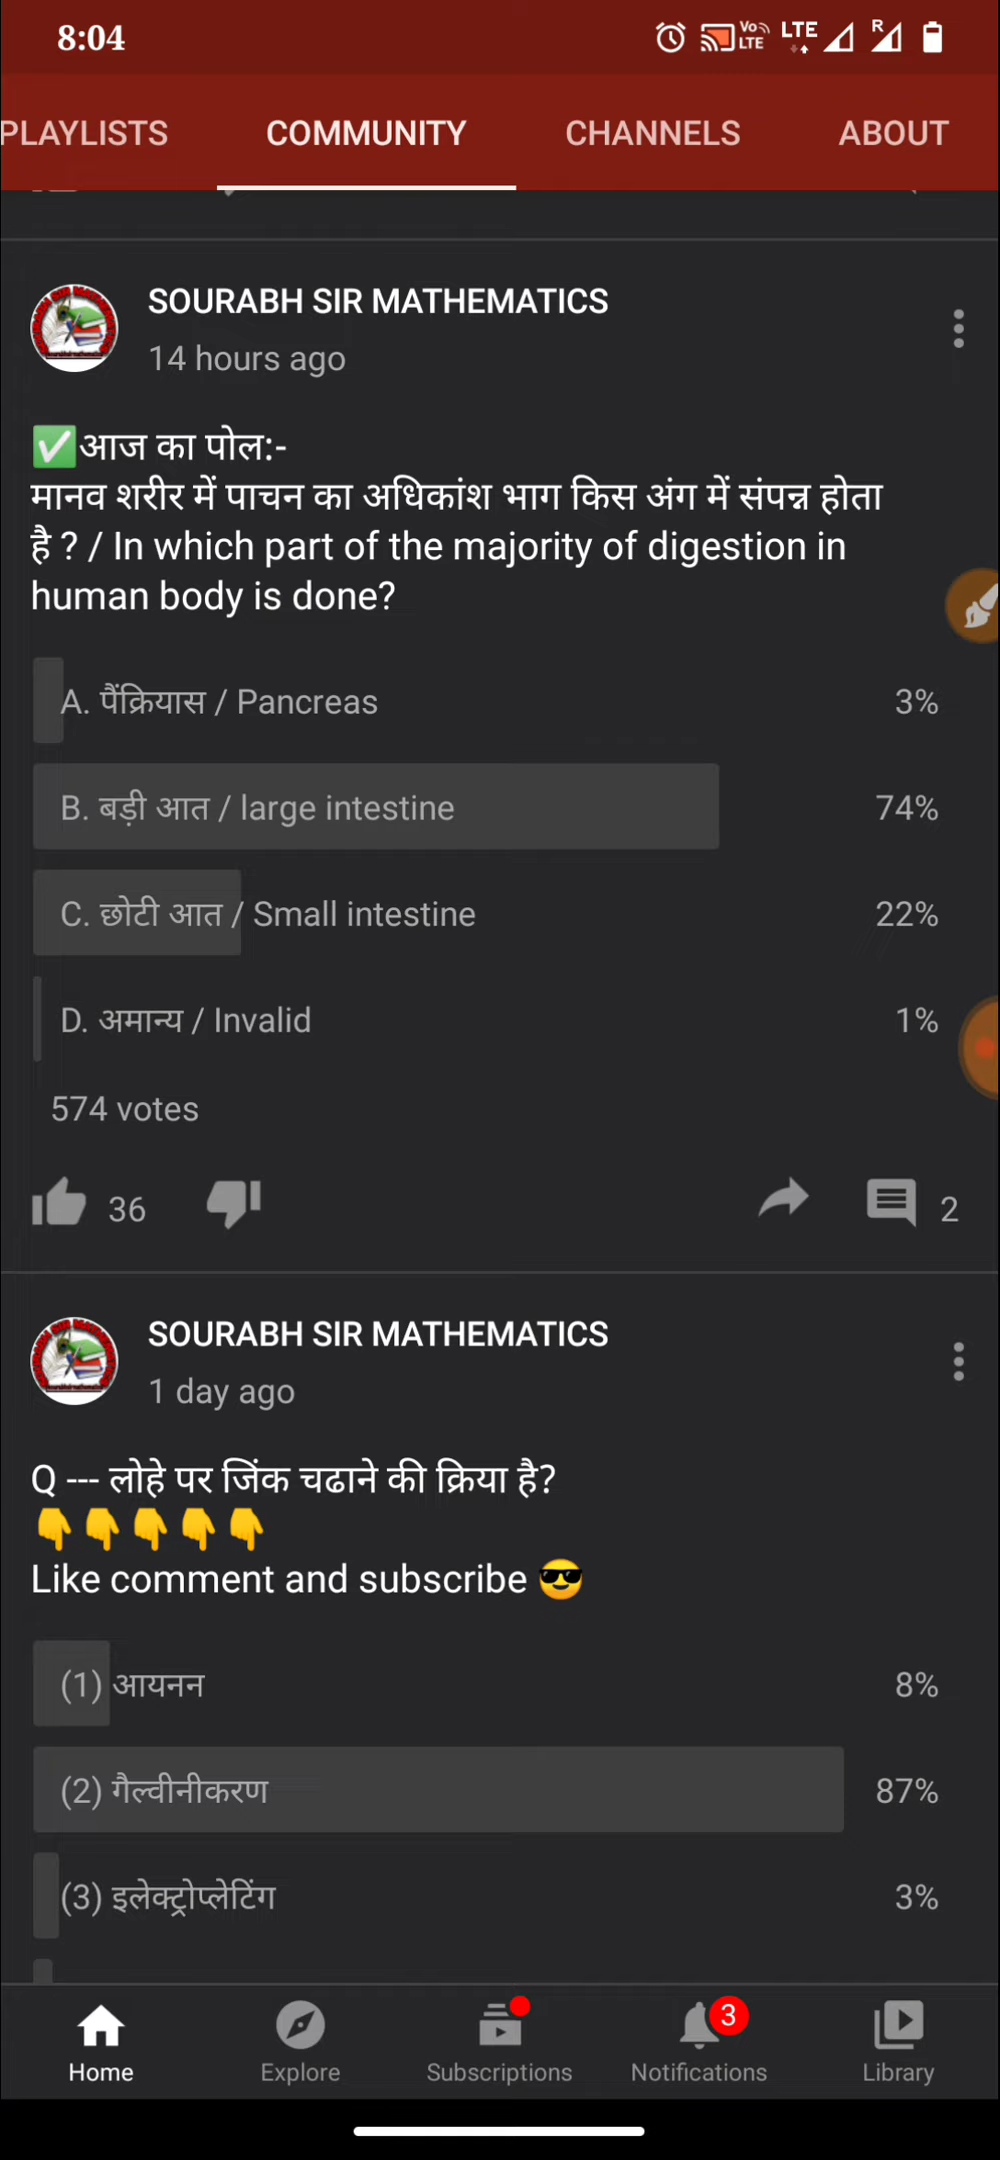 8:04
Vo LTE LTE R
PLAYLISTS COMMUNITY CHANNELS ABOUT
SOURABH SIR MATHEMATICS
14 hours ago
✅आज का पोल:-
मानव शरीर में पाचन का अधिकांश भाग किस अंग में संपन्न होता
है ? / In which part of the majority of digestion in
human body is done?
A. पैंक्रियास / Pancreas 3%
B. बड़ी आत / large intestine 74%
C. छोटी आत / Small intestine 22%
D. अमान्य / Invalid 1%
574 votes
36 2
SOURABH SIR MATHEMATICS
1 day ago
Q --- लोहे पर जिंक चढाने की क्रिया है?
👇👇👇👇👇
Like comment and subscribe 😎
(1) आयनन 8%
(2) गैल्वीनीकरण 87%
(3) इलेक्ट्रोप्लेटिंग 3%
3
Home Explore Subscriptions Notifications Library